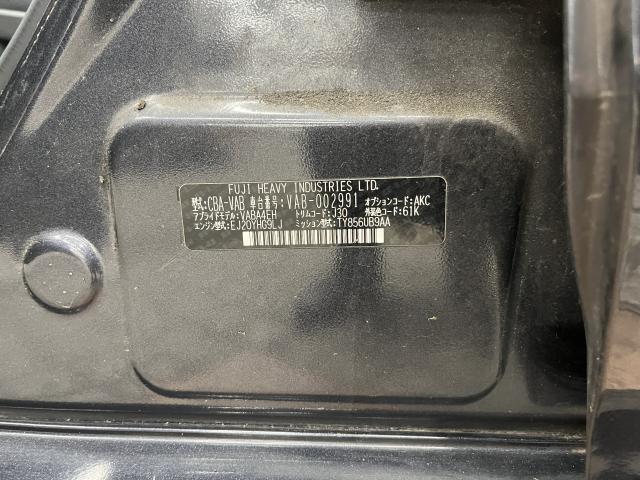 FUJI HEAVY INDUSTRIES LTD.
型式:CBA-VAB 車台番号:VAB-002991 オプションコード:AKC
アプライドモデル:VABA4EH トリムコード:J30 外装色コード:61K
エンジン型式:EJ20YHG9LJ ミッション型式:TY856UB9AA